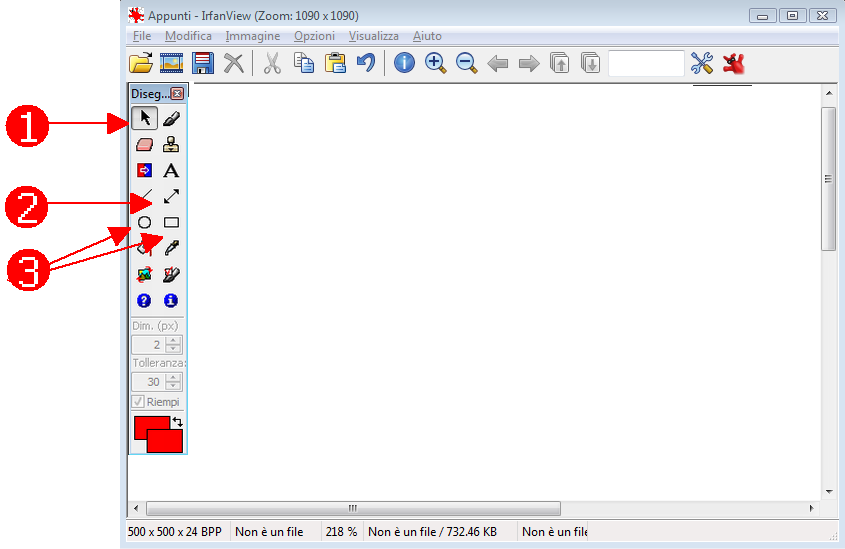 Appunti - IrfanView (Zoom: 1090 x 1090)
File Modifica Immagine Opzioni Visualizza Aiuto
Diseg...
1
A
2
3
Dim. (px)
2
Tolleranza:
30
Riempi
500 x 500 x 24 BPP Non è un file 218 % Non è un file / 732.46 KB Non è un file